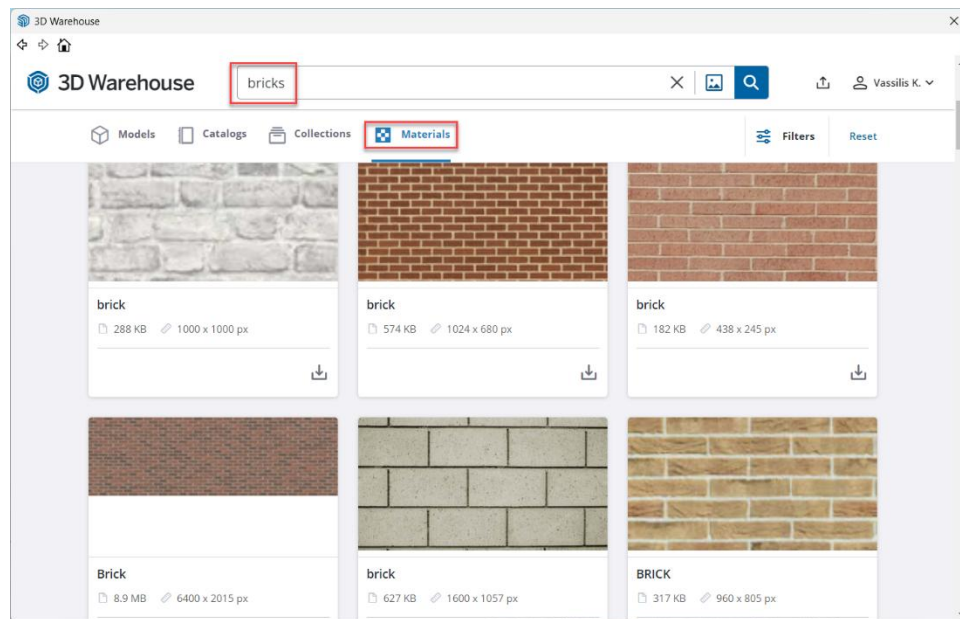 3D Warehouse
3D Warehouse
bricks
Vassilis K.
Models
Catalogs
Collections
Materials
Filters
Reset
brick
brick
brick
288 KB 1000 x 1000 px
574 KB 1024 x 680 px
182 KB 438 x 245 px
Brick
brick
BRICK
8.9 MB 6400 x 2015 px
627 KB 1600 x 1057 px
317 KB 960 x 805 px